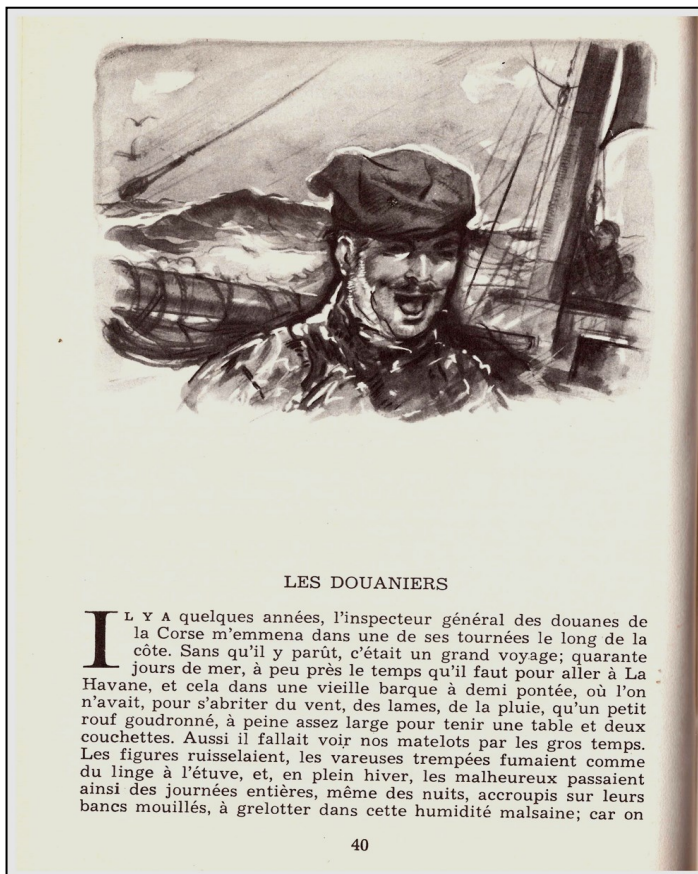 LES DOUANIERS
IL Y A quelques années, l'inspecteur général des douanes de
la Corse m'emmena dans une de ses tournées le long de la
côte. Sans qu'il y parût, c'était un grand voyage; quarante
jours de mer, à peu près le temps qu'il faut pour aller à La
Havane, et cela dans une vieille barque à demi pontée, où l'on
n'avait, pour s'abriter du vent, des lames, de la pluie, qu'un petit
rouf goudronné, à peine assez large pour tenir une table et deux
couchettes. Aussi il fallait voir nos matelots par les gros temps.
Les figures ruisselaient, les vareuses trempées fumaient comme
du linge à l'étuve, et, en plein hiver, les malheureux passaient
ainsi des journées entières, même des nuits, accroupis sur leurs
bancs mouillés, à grelotter dans cette humidité malsaine; car on
40